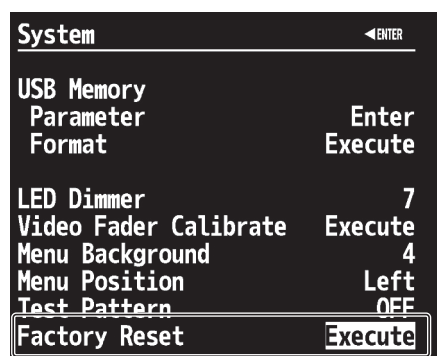 System ◀ENTER
USB Memory
Parameter Enter
Format Execute
LED Dimmer 7
Video Fader Calibrate Execute
Menu Background 4
Menu Position Left
Test Pattern OFF
Factory Reset Execute